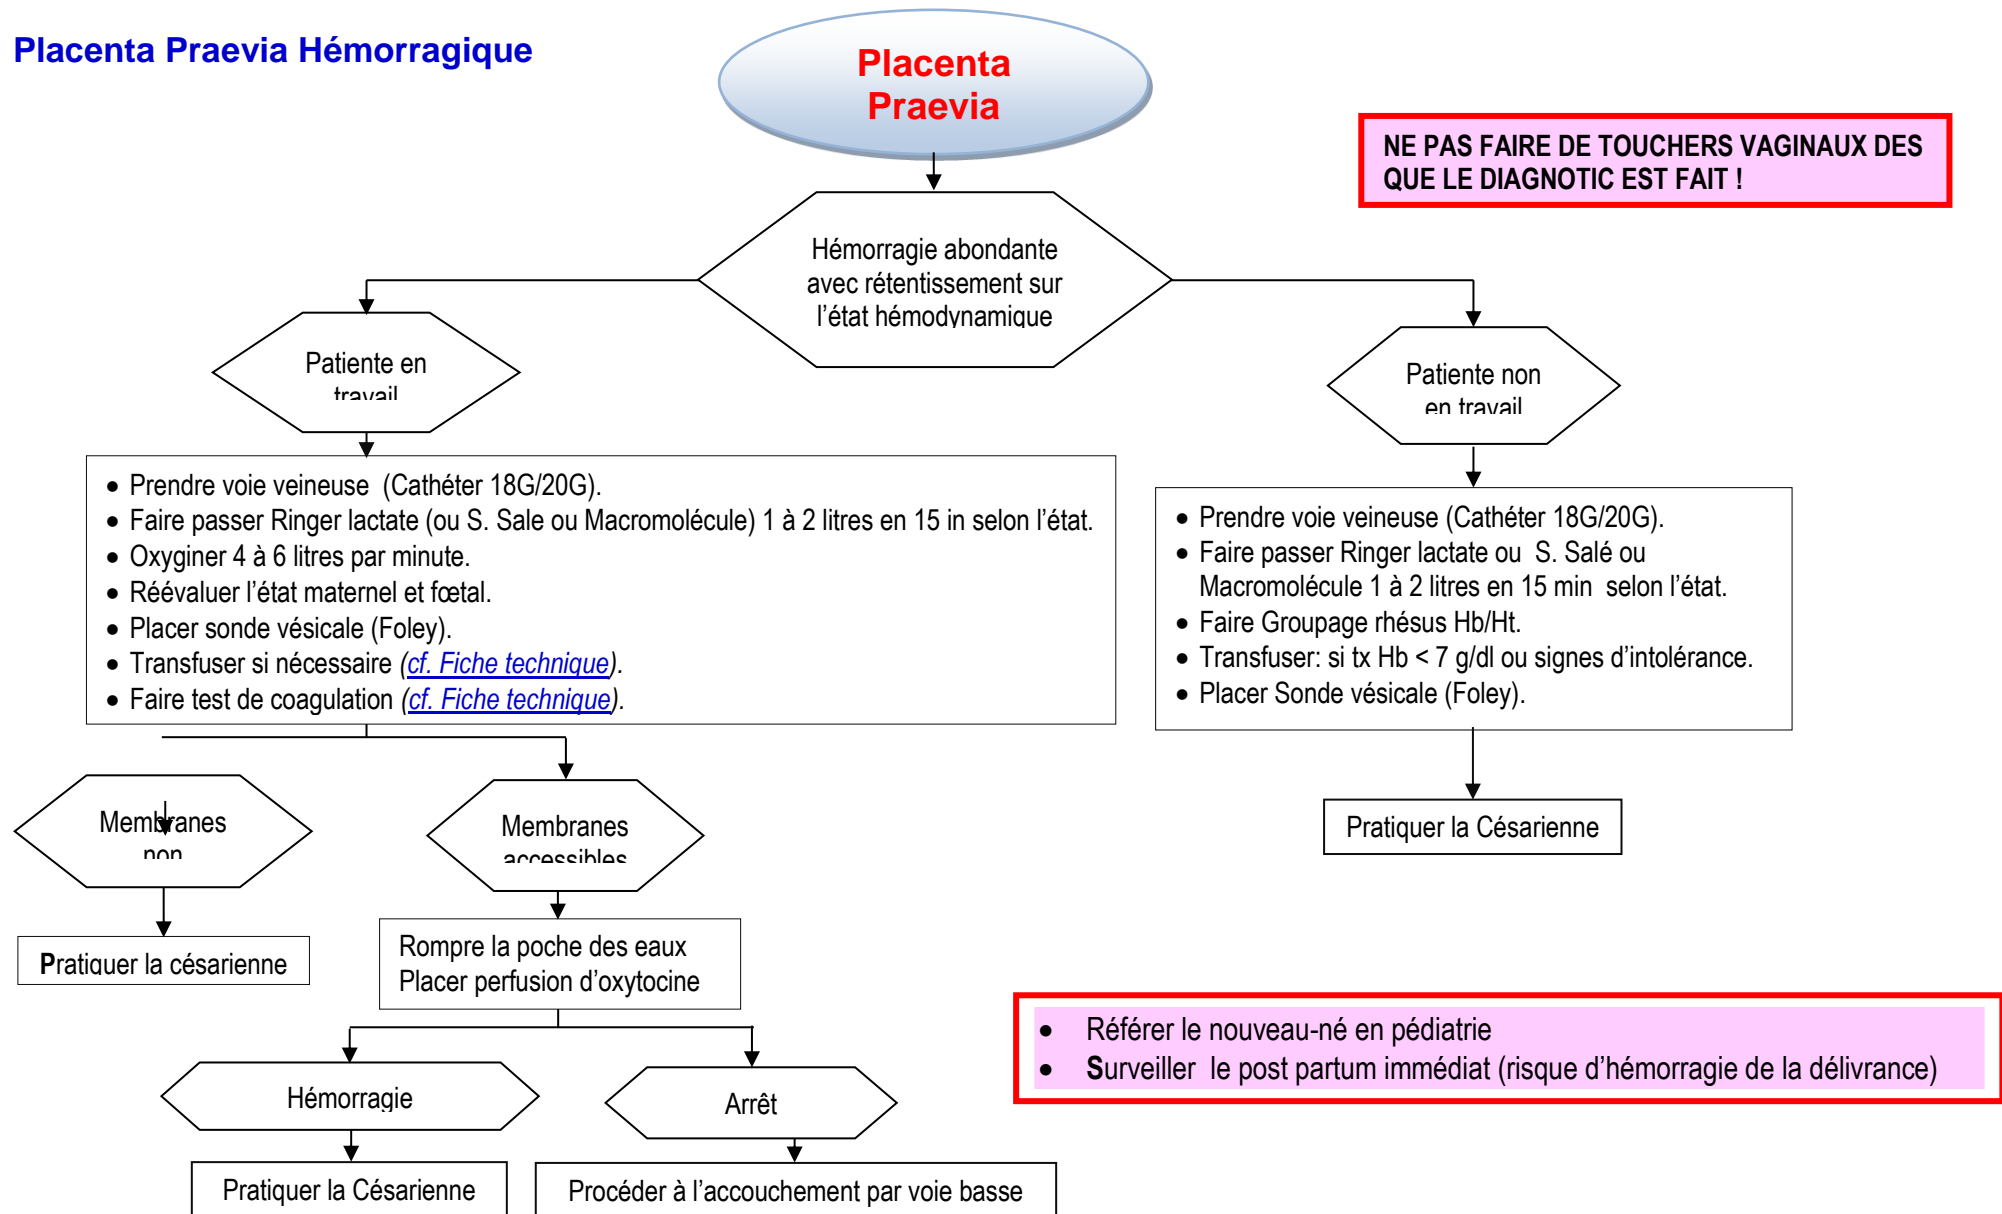 Placenta Praevia Hémorragique
Placenta
Praevia
NE PAS FAIRE DE TOUCHERS VAGINAUX DES
QUE LE DIAGNOTIC EST FAIT !
Hémorragie abondante
avec rétentissement sur
l’état hémodynamique
Patiente en
travail
Patiente non
en travail
• Prendre voie veineuse (Cathéter 18G/20G).
• Faire passer Ringer lactate (ou S. Sale ou Macromolécule) 1 à 2 litres en 15 in selon l’état.
• Oxyginer 4 à 6 litres par minute.
• Réévaluer l’état maternel et fœtal.
• Placer sonde vésicale (Foley).
• Transfuser si nécessaire (cf. Fiche technique).
• Faire test de coagulation (cf. Fiche technique).
• Prendre voie veineuse (Cathéter 18G/20G).
• Faire passer Ringer lactate ou S. Salé ou
Macromolécule 1 à 2 litres en 15 min selon l’état.
• Faire Groupage rhésus Hb/Ht.
• Transfuser: si tx Hb < 7 g/dl ou signes d’intolérance.
• Placer Sonde vésicale (Foley).
Membranes
non
Membranes
accessibles
Pratiquer la Césarienne
Pratiquer la césarienne
Rompre la poche des eaux
Placer perfusion d’oxytocine
• Référer le nouveau-né en pédiatrie
• Surveiller le post partum immédiat (risque d’hémorragie de la délivrance)
Hémorragie
Arrêt
Pratiquer la Césarienne
Procéder à l’accouchement par voie basse